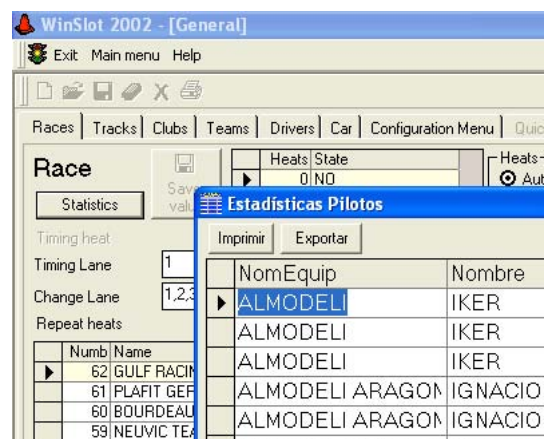 WinSlot 2002 - [General]
Exit Main menu Help
Races Tracks Clubs Teams Drivers Car Configuration Menu Quic
Race
Heats State
0 NO
Heats
Aut
Save
valu
Statistics
Timing heat
Timing Lane 1
Change Lane 1,2,3
Repeat heats
Numb Name
62 GULF RACIN
61 PLAFIT GEF
60 BOURDEAU
59 NEUVIC TEA
Estadísticas Pilotos
Imprimir Exportar
NomEquip Nombre
ALMODELI IKER
ALMODELI IKER
ALMODELI IKER
ALMODELI ARAGON IGNACIO
ALMODELI ARAGON IGNACIO